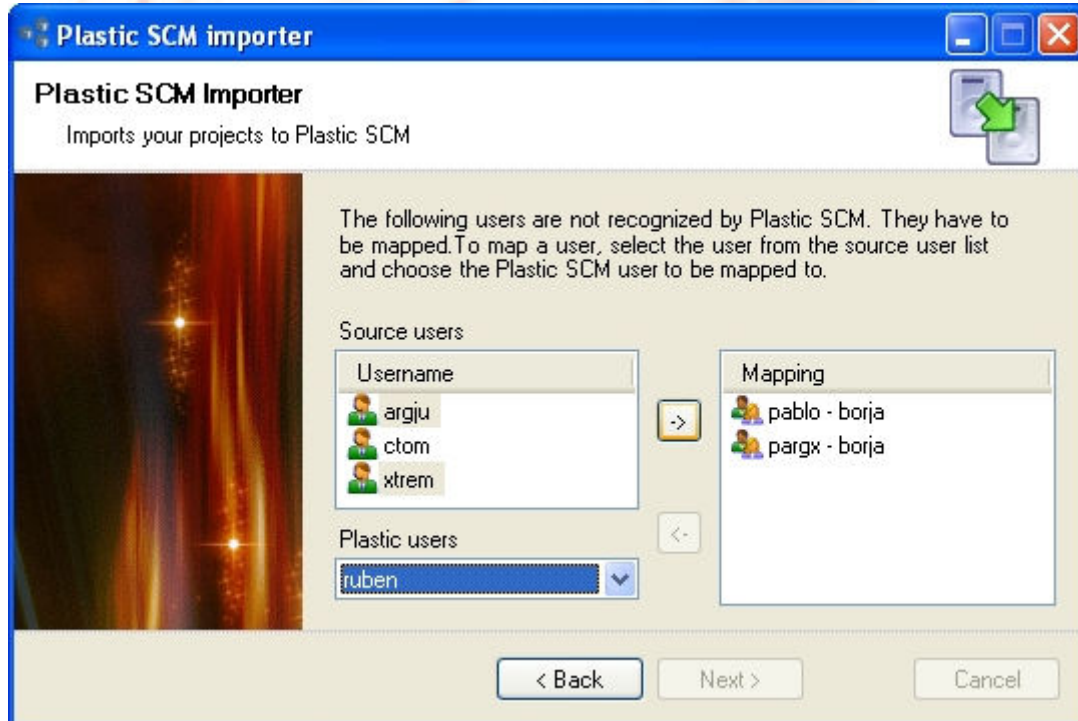 Plastic SCM importer
Plastic SCM Importer
Imports your projects to Plastic SCM
The following users are not recognized by Plastic SCM. They have to
be mapped.To map a user, select the user from the source user list
and choose the Plastic SCM user to be mapped to.
Source users
Username
argju
ctom
xtrem
->
Mapping
pablo - borja
pargx - borja
<-
Plastic users
ruben
< Back
Next >
Cancel